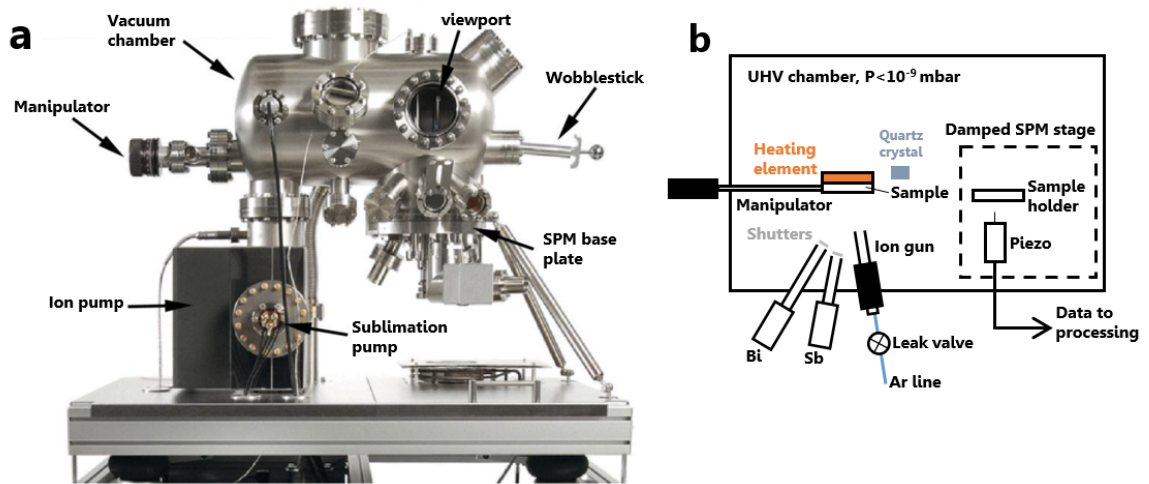 a
Vacuum
chamber
viewport
Wobblestick
Manipulator
SPM base
plate
Ion pump
Sublimation
pump
b
UHV chamber, P<10⁻⁹ mbar
Damped SPM stage
Quartz
crystal
Heating
element
Sample
Sample
holder
Manipulator
Shutters
Ion gun
Piezo
Data to
processing
Bi
Sb
Leak valve
Ar line